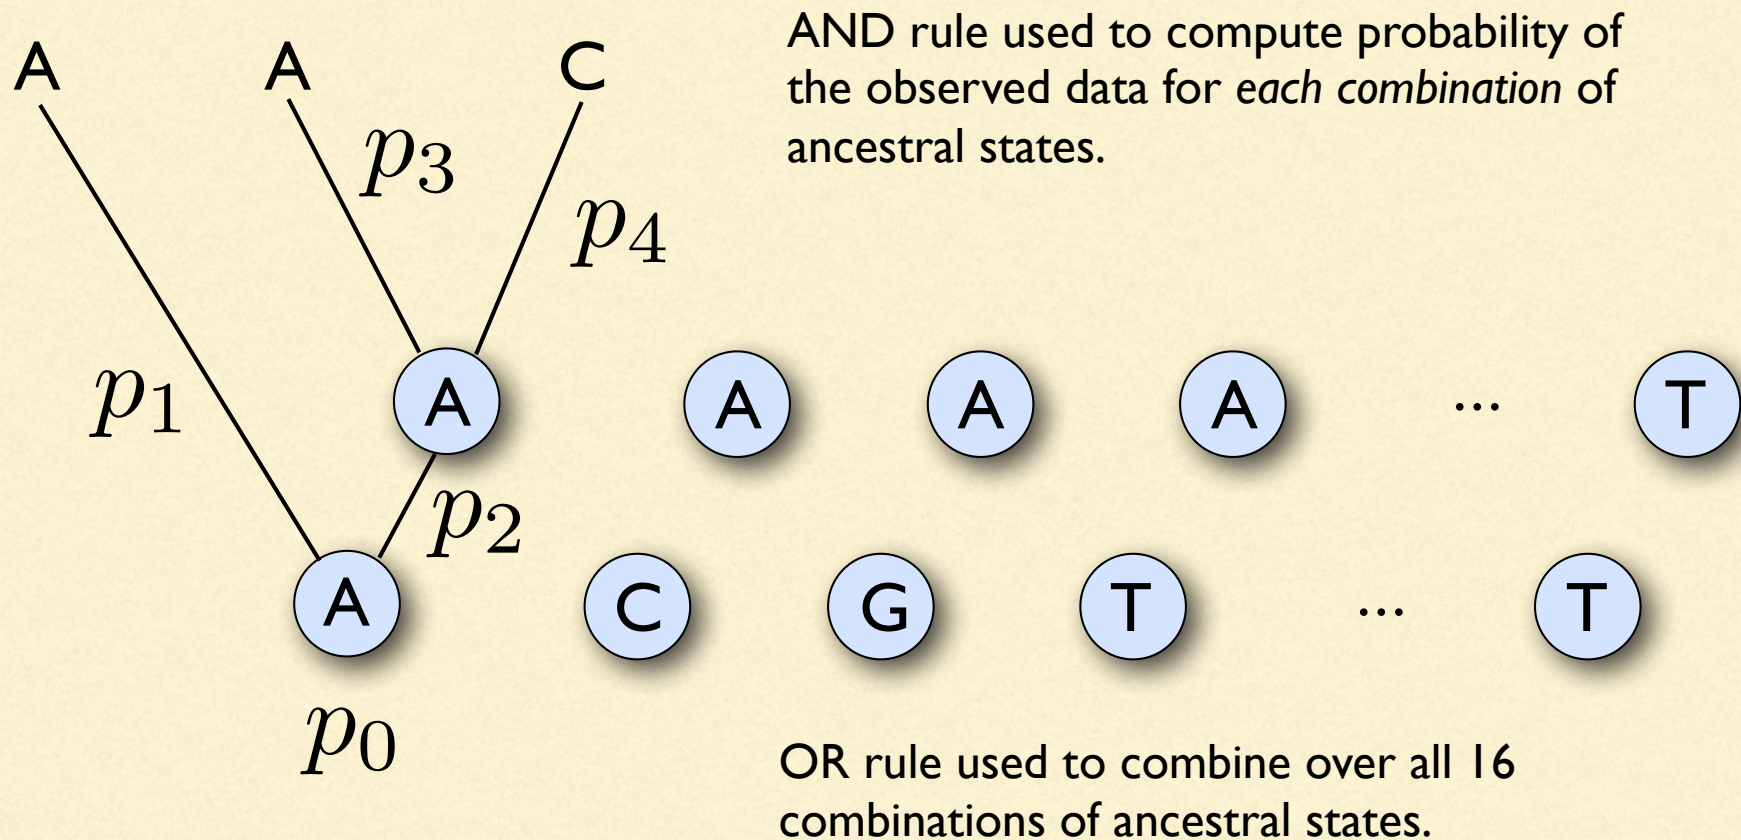 A A C
AND rule used to compute probability of
the observed data for each combination of
ancestral states.
p3
p4
p1
A A A A ... T
p2
A C G T ... T
p0
OR rule used to combine over all 16
combinations of ancestral states.